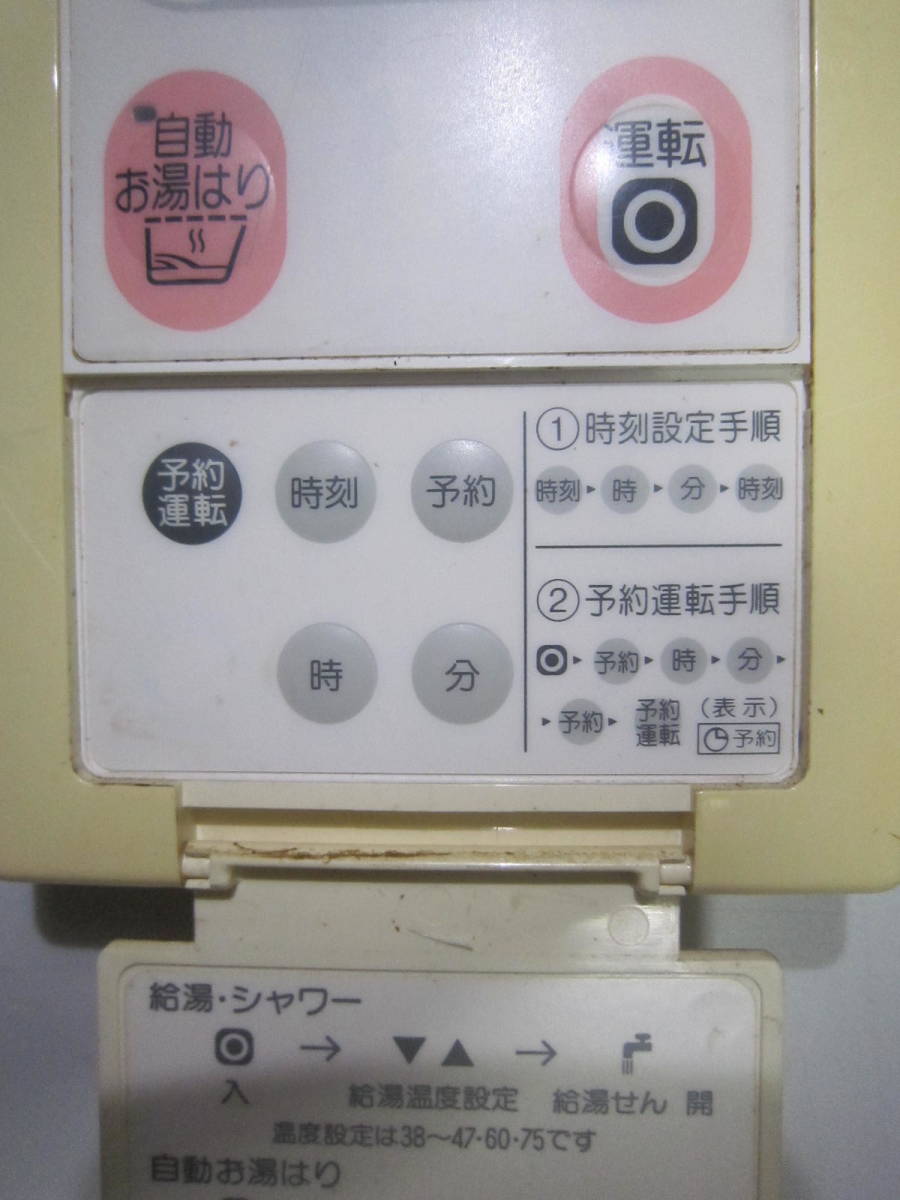 自動
お湯はり
運転
予約
運転
時刻
予約
時
分
①時刻設定手順
時刻▶時▶分▶時刻
②予約運転手順
▶予約▶時▶分▶
▶予約▶予約運転
(表示)
予約
給湯・シャワー
→▼▲→
入 給湯温度設定 給湯せん 開
温度設定は38～47・60・75です
自動お湯はり